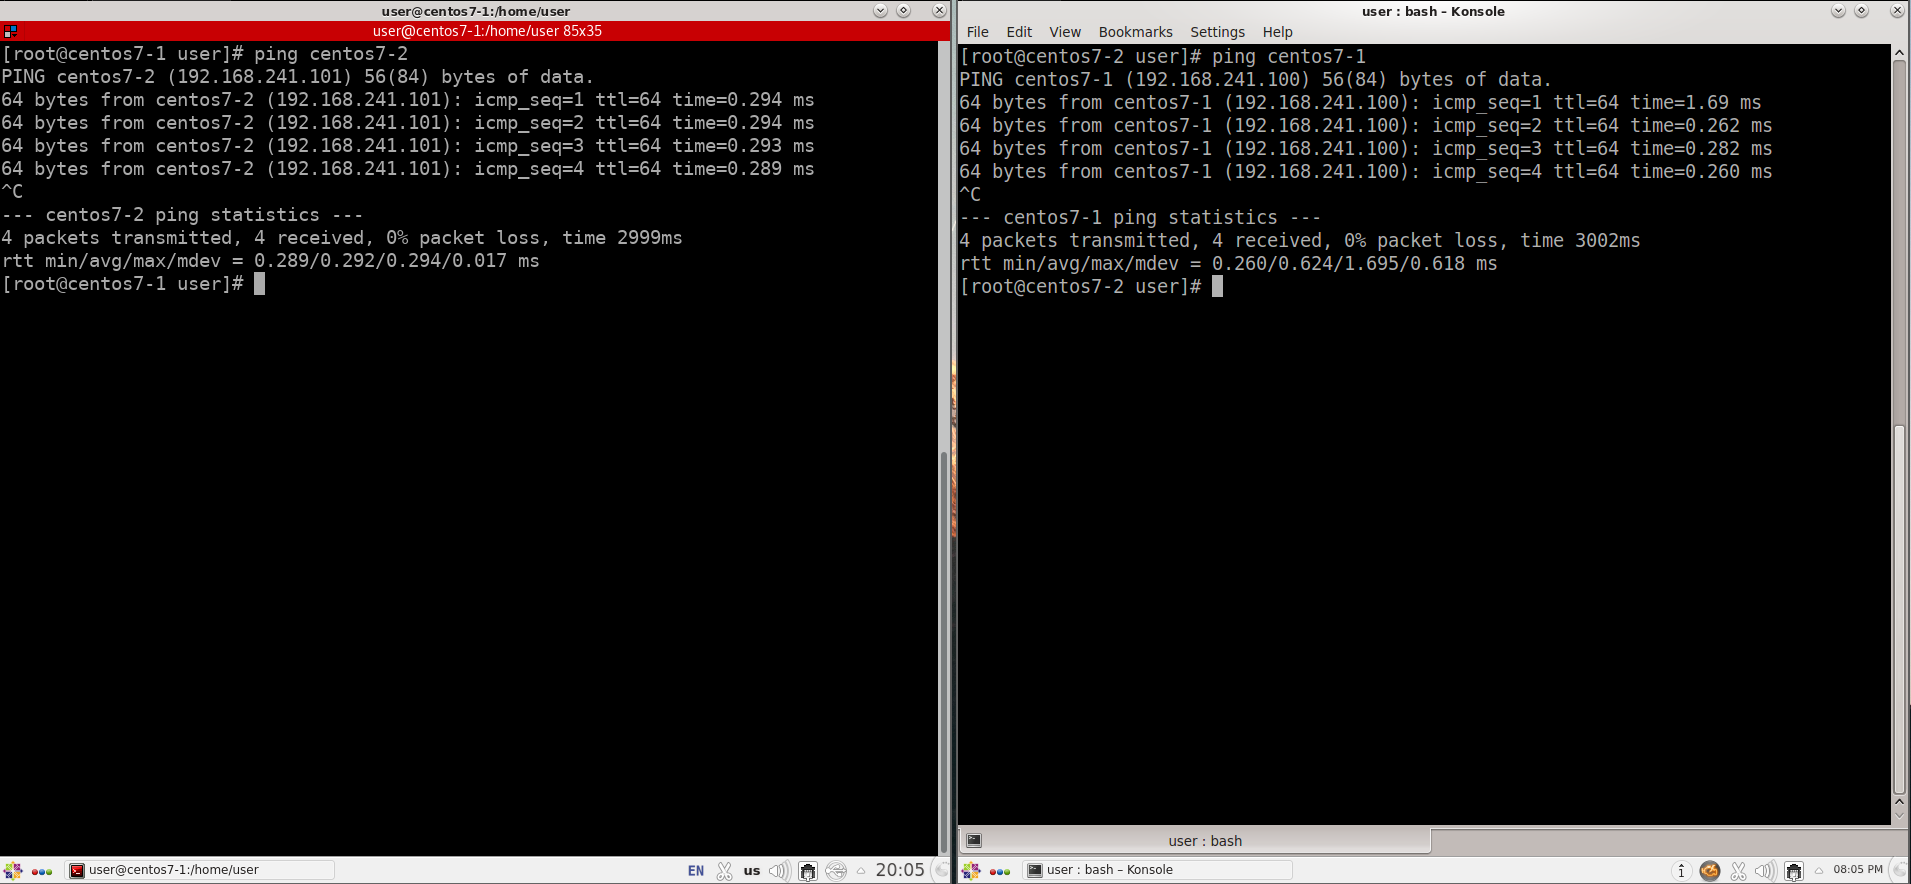 user@centos7-1:/home/user
user@centos7-1:/home/user 85x35
[root@centos7-1 user]# ping centos7-2
PING centos7-2 (192.168.241.101) 56(84) bytes of data.
64 bytes from centos7-2 (192.168.241.101): icmp_seq=1 ttl=64 time=0.294 ms
64 bytes from centos7-2 (192.168.241.101): icmp_seq=2 ttl=64 time=0.294 ms
64 bytes from centos7-2 (192.168.241.101): icmp_seq=3 ttl=64 time=0.293 ms
64 bytes from centos7-2 (192.168.241.101): icmp_seq=4 ttl=64 time=0.289 ms
^C
--- centos7-2 ping statistics ---
4 packets transmitted, 4 received, 0% packet loss, time 2999ms
rtt min/avg/max/mdev = 0.289/0.292/0.294/0.017 ms
[root@centos7-1 user]#
user@centos7-1:/home/user
EN
us
20:05
user : bash – Konsole
File Edit View Bookmarks Settings Help
[root@centos7-2 user]# ping centos7-1
PING centos7-1 (192.168.241.100) 56(84) bytes of data.
64 bytes from centos7-1 (192.168.241.100): icmp_seq=1 ttl=64 time=1.69 ms
64 bytes from centos7-1 (192.168.241.100): icmp_seq=2 ttl=64 time=0.262 ms
64 bytes from centos7-1 (192.168.241.100): icmp_seq=3 ttl=64 time=0.282 ms
64 bytes from centos7-1 (192.168.241.100): icmp_seq=4 ttl=64 time=0.260 ms
^C
--- centos7-1 ping statistics ---
4 packets transmitted, 4 received, 0% packet loss, time 3002ms
rtt min/avg/max/mdev = 0.260/0.624/1.695/0.618 ms
[root@centos7-2 user]#
user : bash
user : bash – Konsole
1
08:05 PM